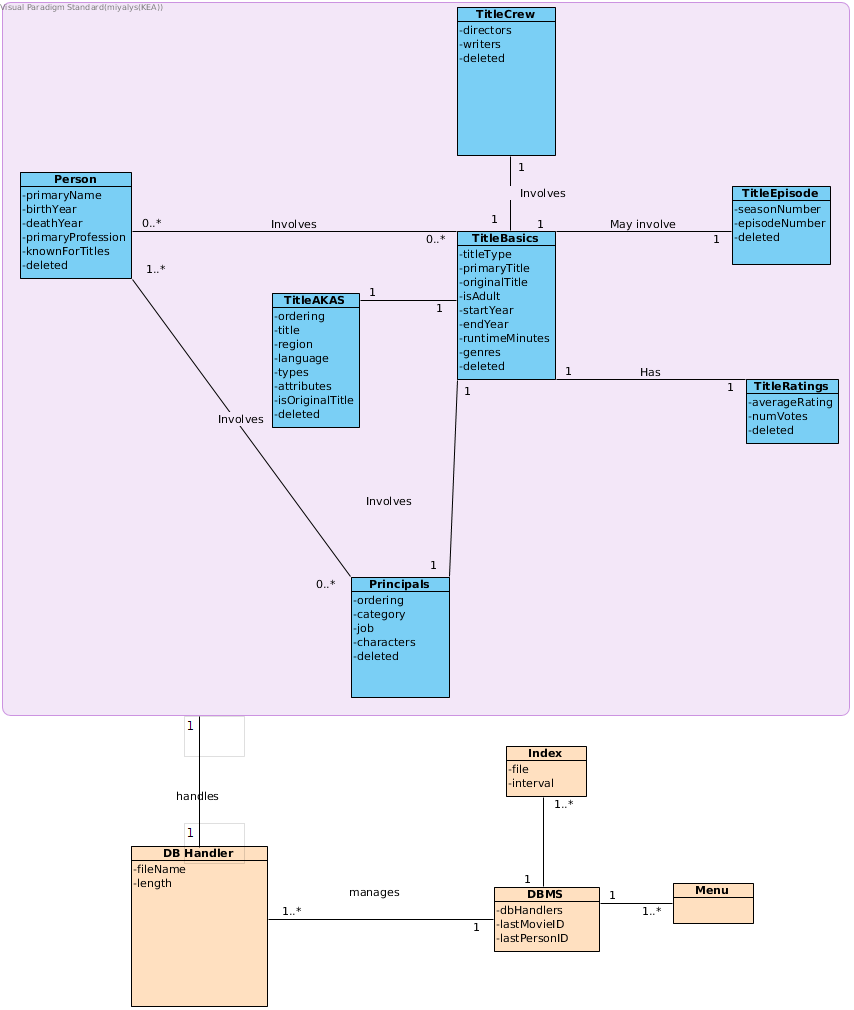 Visual Paradigm Standard(miyalys(KEA))
TitleCrew
-directors
-writers
-deleted
1
Involves
1
Person
-primaryName
-birthYear
-deathYear
-primaryProfession
-knownForTitles
-deleted
0..*
Involves
0..*
1..*
TitleEpisode
-seasonNumber
-episodeNumber
-deleted
1
May involve
1
TitleBasics
-titleType
-primaryTitle
-originalTitle
-isAdult
-startYear
-endYear
-runtimeMinutes
-genres
-deleted
TitleAKAS
-ordering
-title
-region
-language
-types
-attributes
-isOriginalTitle
-deleted
1
1
1
Has
1
TitleRatings
-averageRating
-numVotes
-deleted
1
Involves
Involves
1
0..*
Principals
-ordering
-category
-job
-characters
-deleted
1
handles
1
Index
-file
-interval
1..*
1
DB Handler
-fileName
-length
manages
1..*
1
DBMS
-dbHandlers
-lastMovieID
-lastPersonID
1
1..*
Menu